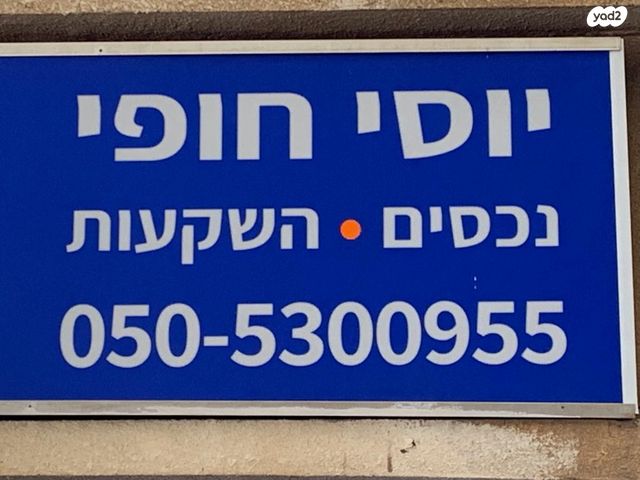 yad2
יוסי חופי
נכסים • השקעות
050-5300955